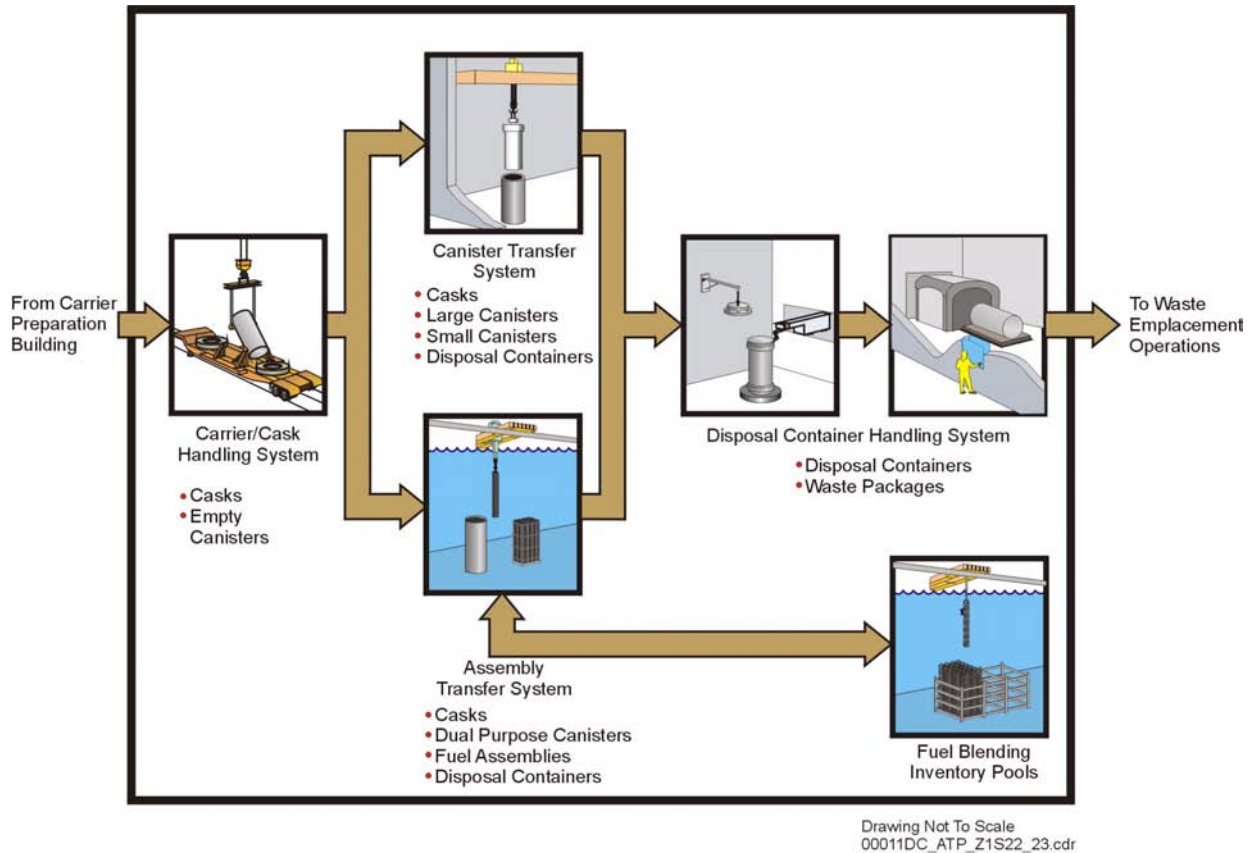 From Carrier
Preparation
Building
Carrier/Cask
Handling System
• Casks
• Empty
Canisters
Canister Transfer
System
• Casks
• Large Canisters
• Small Canisters
• Disposal Containers
Assembly
Transfer System
• Casks
• Dual Purpose Canisters
• Fuel Assemblies
• Disposal Containers
Disposal Container Handling System
• Disposal Containers
• Waste Packages
Fuel Blending
Inventory Pools
To Waste
Emplacement
Operations
Drawing Not To Scale
00011DC_ATP_Z1S22_23.cdr